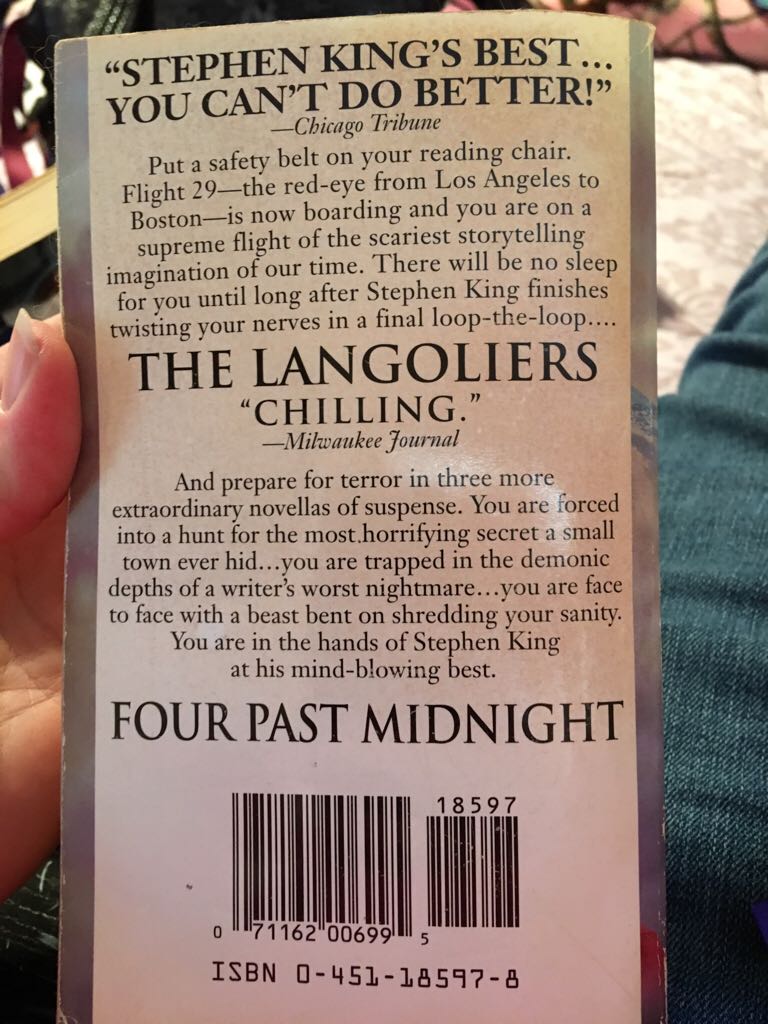 “STEPHEN KING’S BEST...
YOU CAN’T DO BETTER!”
—Chicago Tribune
Put a safety belt on your reading chair.
Flight 29—the red-eye from Los Angeles to
Boston—is now boarding and you are on a
supreme flight of the scariest storytelling
imagination of our time. There will be no sleep
for you until long after Stephen King finishes
twisting your nerves in a final loop-the-loop....
THE LANGOLIERS
“CHILLING.”
—Milwaukee Journal
And prepare for terror in three more
extraordinary novellas of suspense. You are forced
into a hunt for the most horrifying secret a small
town ever hid...you are trapped in the demonic
depths of a writer’s worst nightmare...you are face
to face with a beast bent on shredding your sanity.
You are in the hands of Stephen King
at his mind-blowing best.
FOUR PAST MIDNIGHT
18597
0 71162 00699 5
ISBN 0-451-18597-8